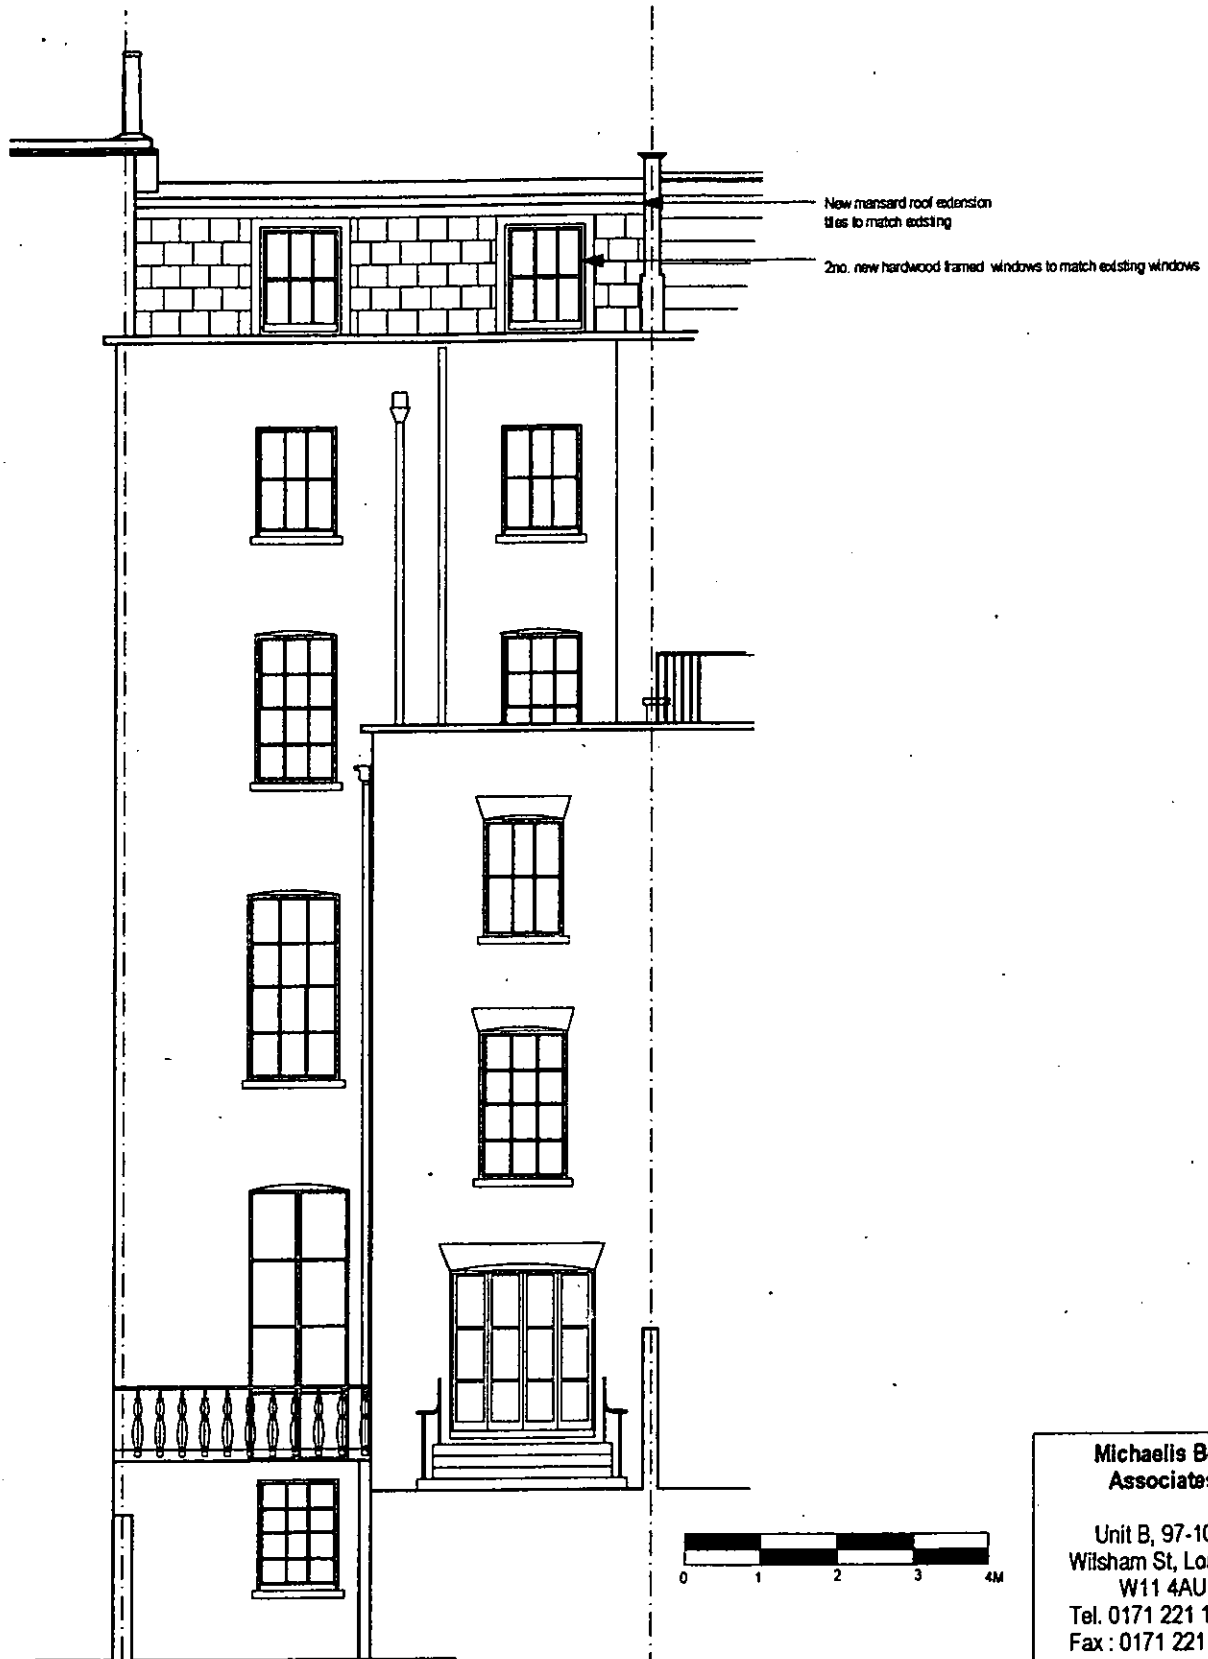 New mansard roof extension
tiles to match existing
2no. new hardwood framed windows to match existing windows
0 1 2 3 4M
Michaelis B
Associates
Unit B, 97-10
Wilsham St, Lo
W11 4AU
Tel. 0171 221 1
Fax : 0171 221